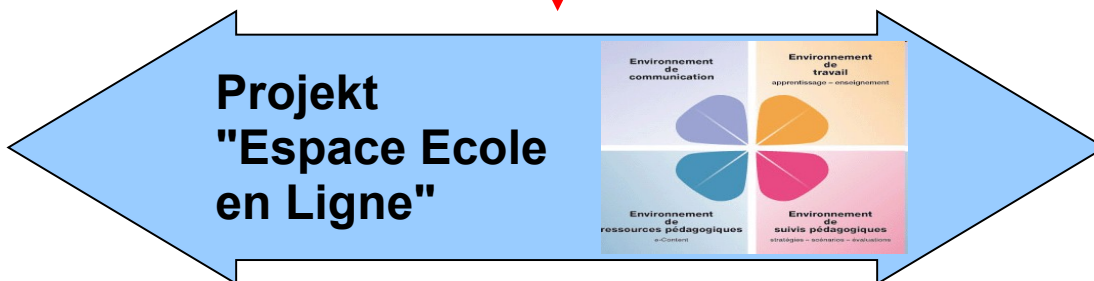 Projekt
"Espace Ecole
en Ligne"
Environnement
de
communication
Environnement
de
travail
apprentissage – enseignement
Environnement
de
ressources pédagogiques
e-Content
Environnement
de
suivis pédagogiques
stratégies – scénarios – évaluations